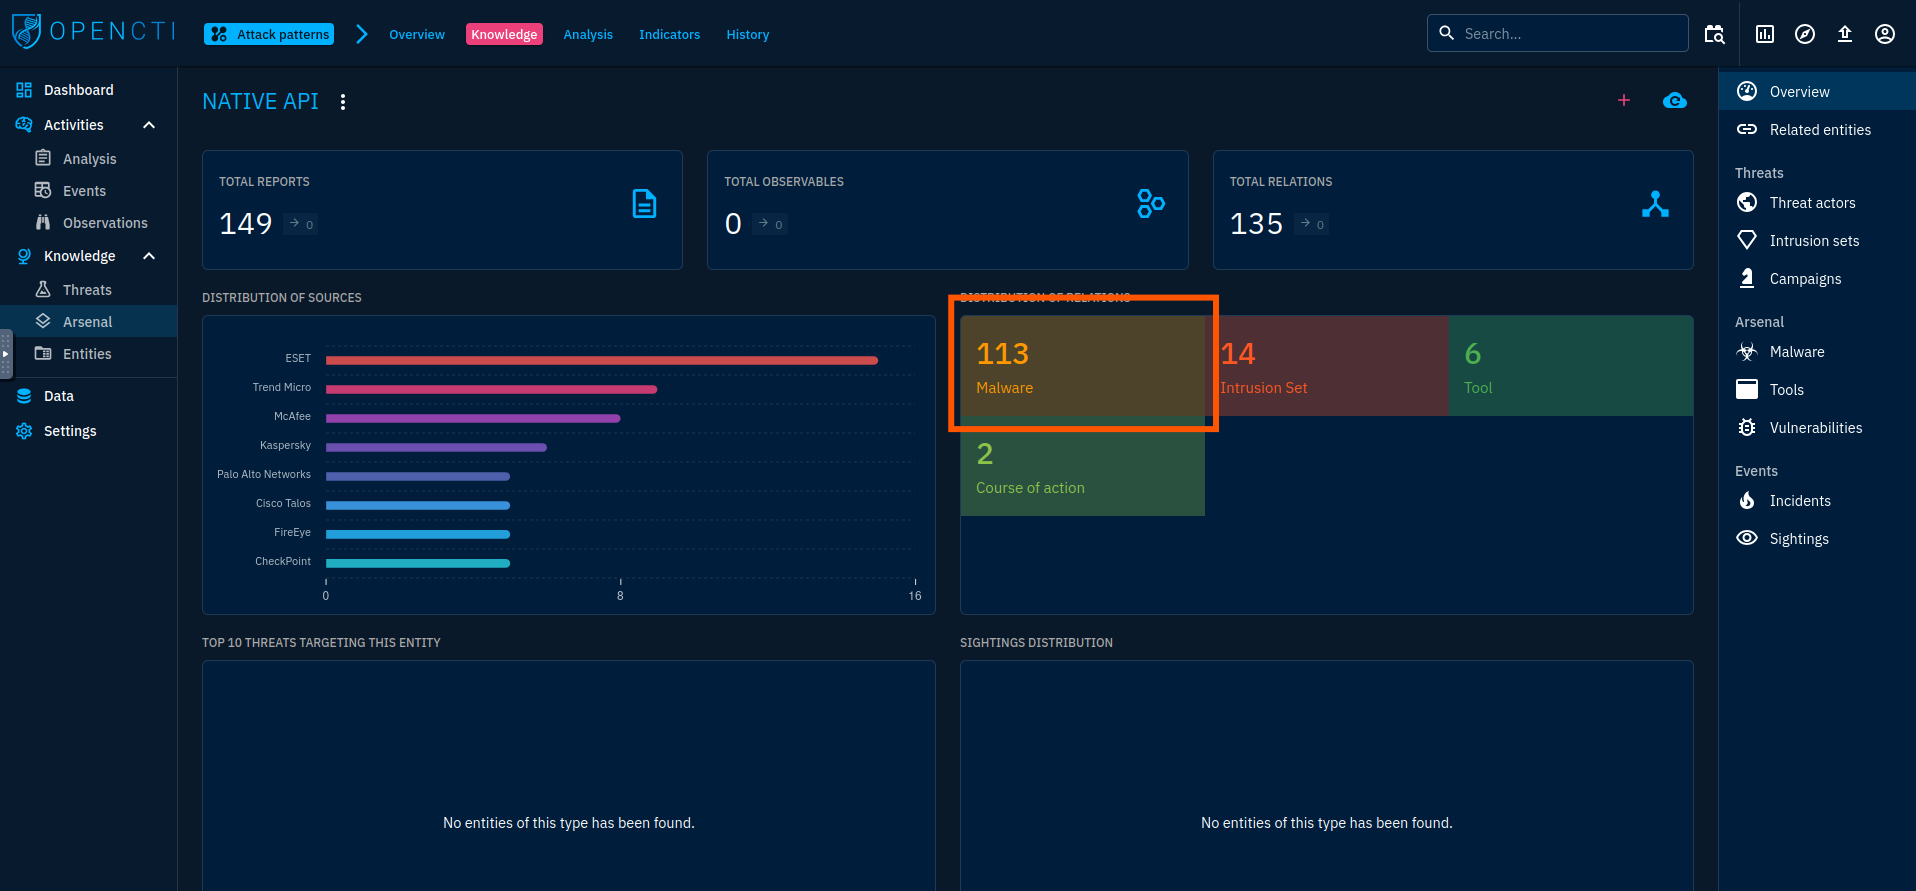 OPENCTI
Attack patterns
Overview
Knowledge
Analysis
Indicators
History
Search...
Dashboard
Activities
Analysis
Events
Observations
Knowledge
Threats
Arsenal
Entities
Data
Settings
NATIVE API
TOTAL REPORTS
149
0
TOTAL OBSERVABLES
0
0
TOTAL RELATIONS
135
0
DISTRIBUTION OF SOURCES
ESET
Trend Micro
McAfee
Kaspersky
Palo Alto Networks
Cisco Talos
FireEye
CheckPoint
0
8
16
DISTRIBUTION OF RELATIONS
113
Malware
14
Intrusion Set
6
Tool
2
Course of action
TOP 10 THREATS TARGETING THIS ENTITY
No entities of this type has been found.
SIGHTINGS DISTRIBUTION
No entities of this type has been found.
Overview
Related entities
Threats
Threat actors
Intrusion sets
Campaigns
Arsenal
Malware
Tools
Vulnerabilities
Events
Incidents
Sightings